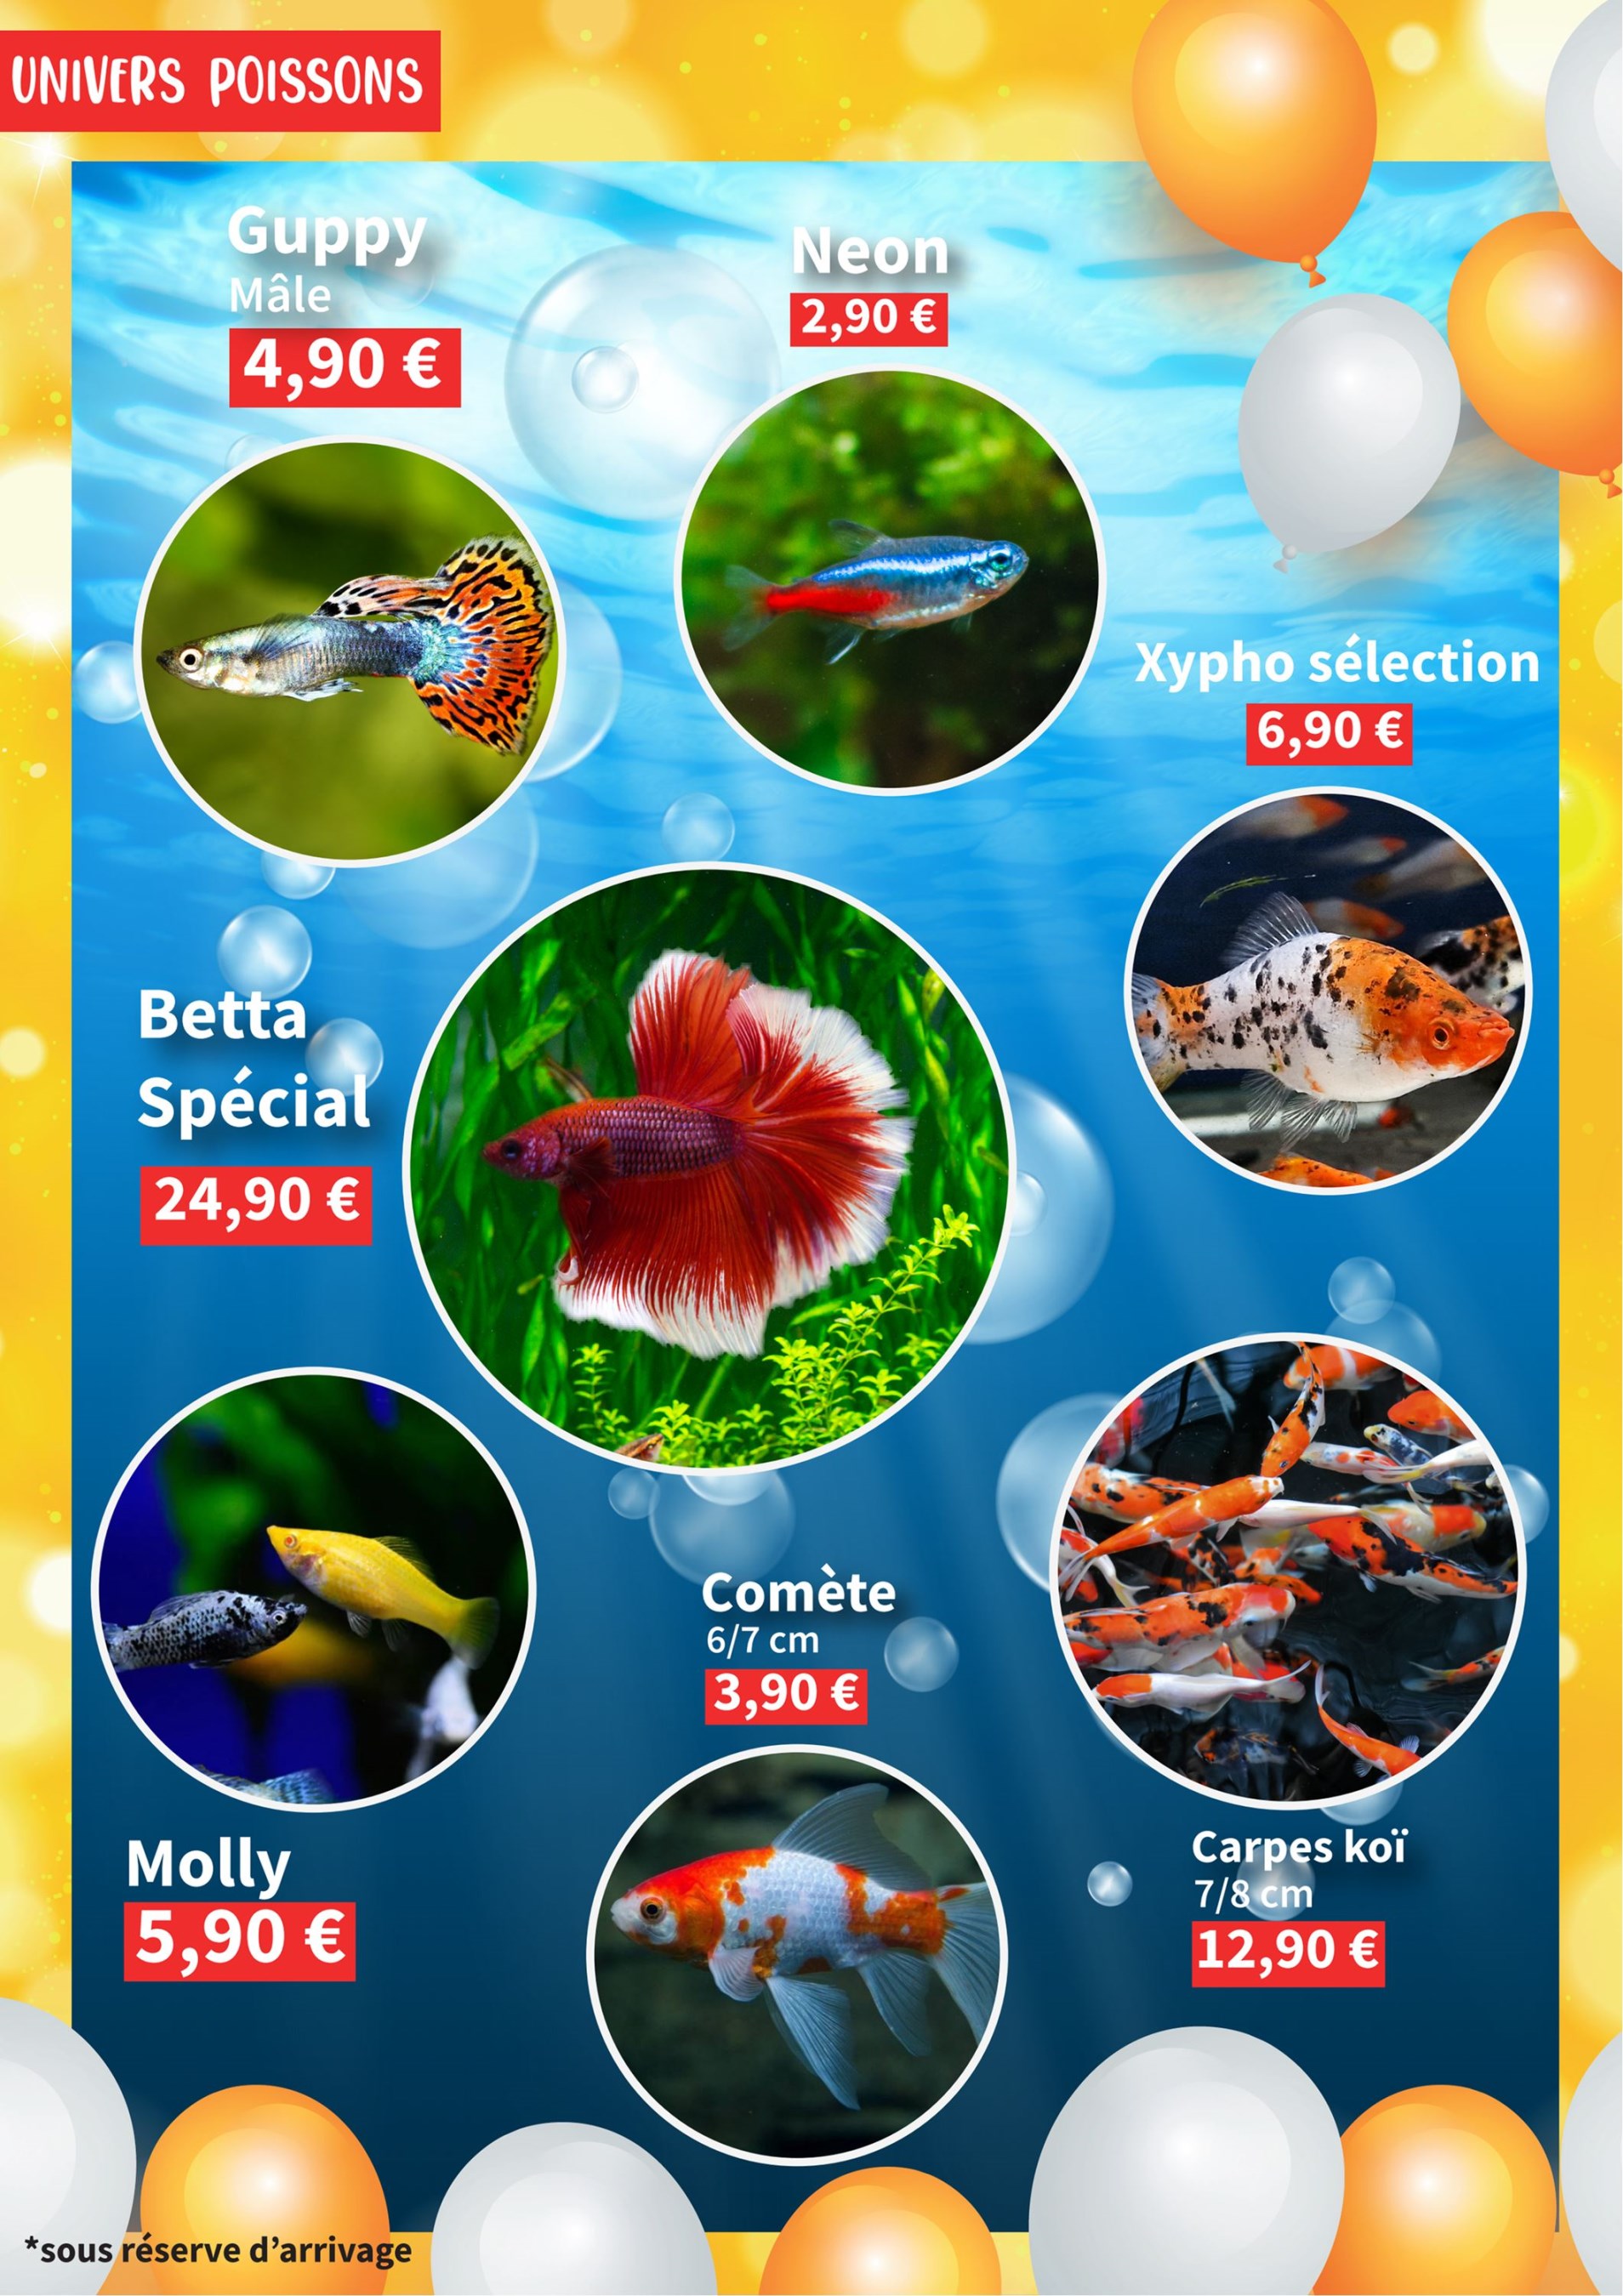 UNIVERS POISSONS
Guppy
Mâle
4,90 €
Neon
2,90 €
Xypho sélection
6,90 €
Betta
Spécial
24,90 €
Comète
6/7 cm
3,90 €
Molly
5,90 €
Carpes koï
7/8 cm
12,90 €
*sous réserve d’arrivage